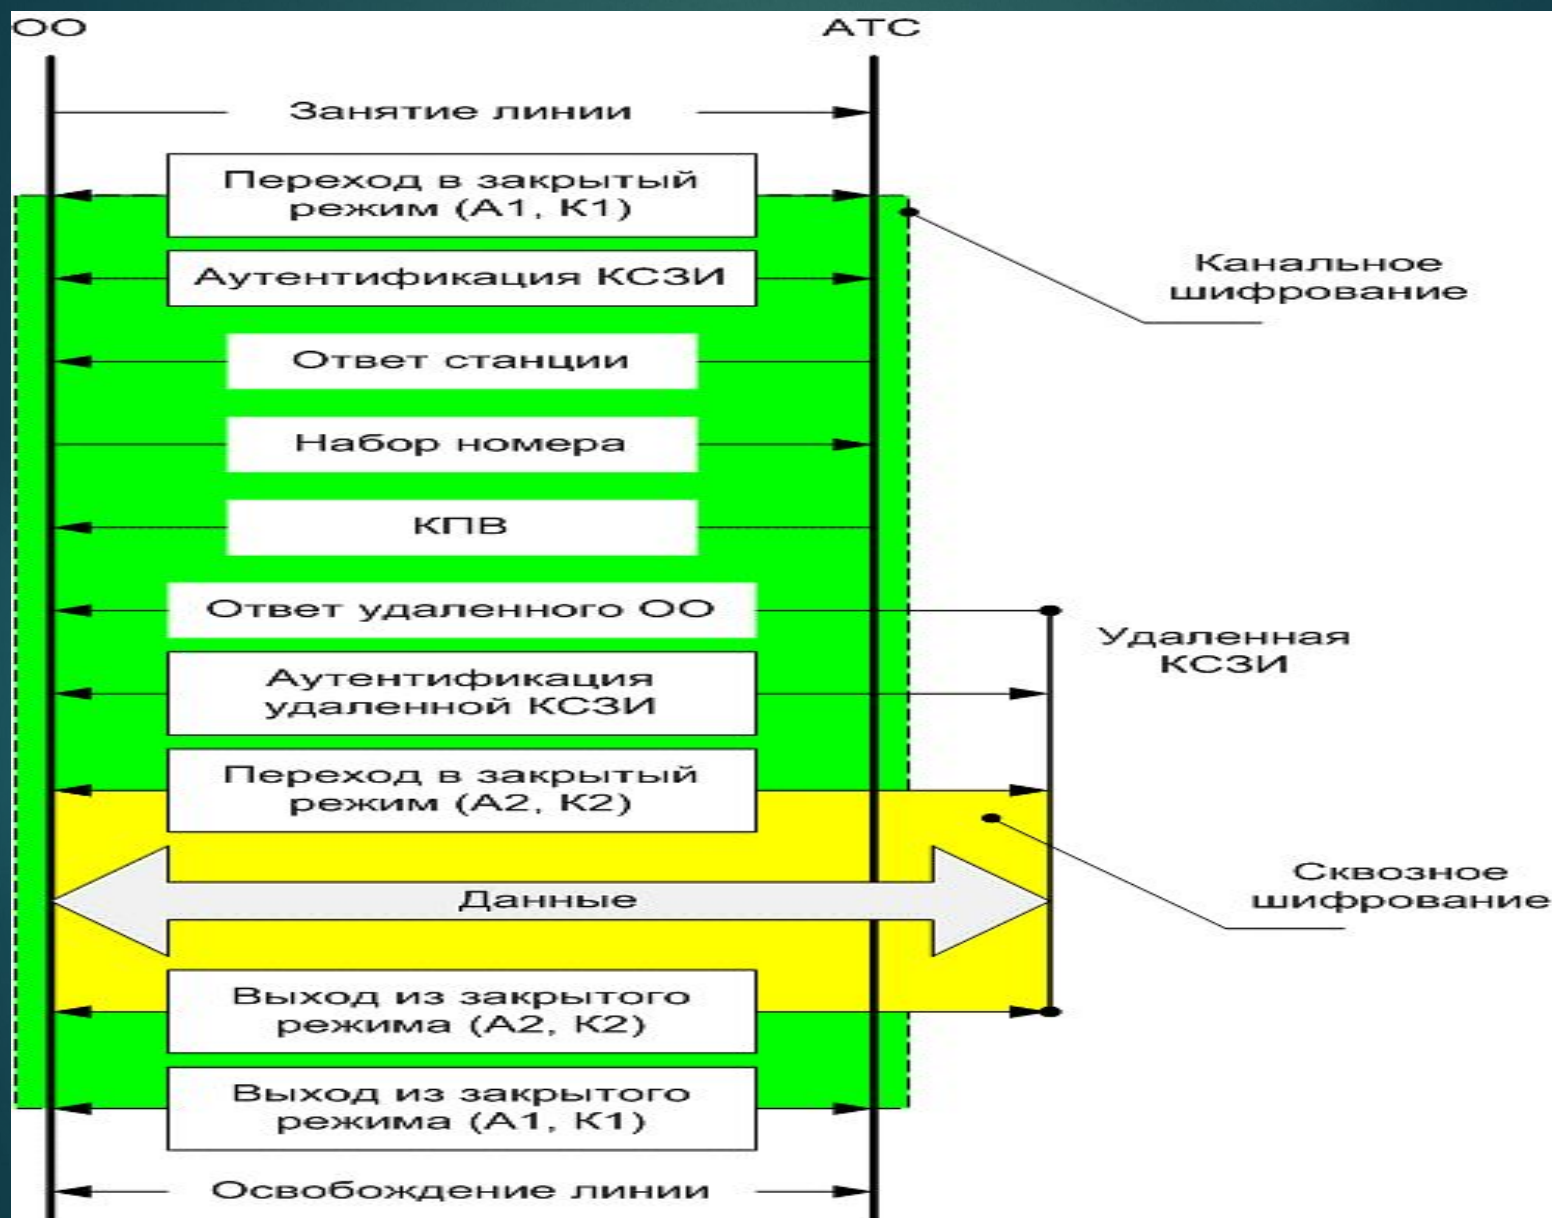 ОО
АТС
Занятие линии
Переход в закрытый
режим (А1, К1)
Аутентификация КСЗИ
Канальное
шифрование
Ответ станции
Набор номера
КПВ
Ответ удаленного ОО
Удаленная
КСЗИ
Аутентификация
удаленной КСЗИ
Переход в закрытый
режим (А2, К2)
Данные
Сквозное
шифрование
Выход из закрытого
режима (А2, К2)
Выход из закрытого
режима (А1, К1)
Освобождение линии